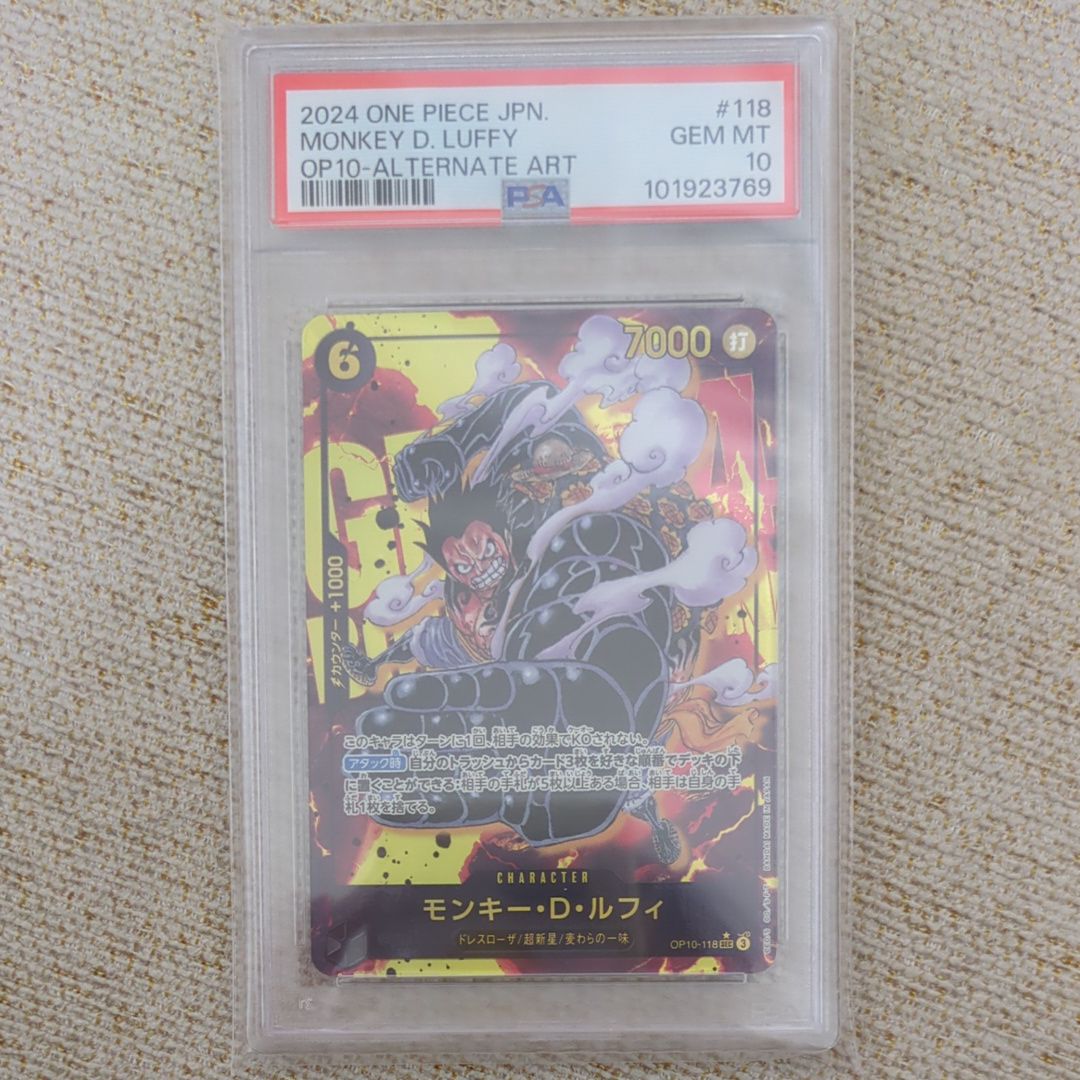 2024 ONE PIECE JPN. #118
MONKEY D. LUFFY GEM MT
OP10-ALTERNATE ART 10
PSA 101923769
6 7000 打
カウンター +1000
このキャラはターンに1回、相手の効果でKOされない。
アタック時 自分のトラッシュからカード3枚を好きな順番でデッキの下
に置くことができる:相手の手札が5枚以上ある場合、相手は自身の手
札1枚を捨てる。
CHARACTER
モンキー・D・ルフィ
ドレスローザ/超新星/麦わらの一味
OP10-118 SEC 3
BANDAI MADE IN JAPAN